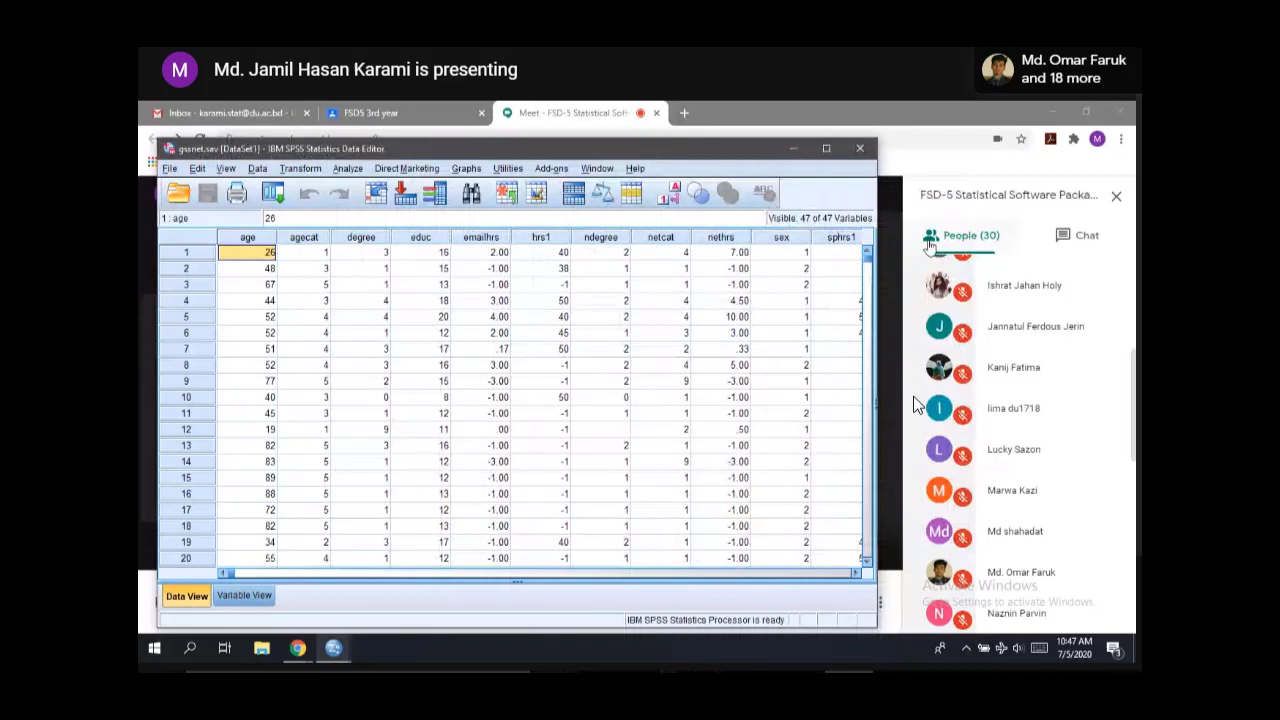 M Md. Jamil Hasan Karami is presenting
Md. Omar Faruk
and 18 more
Inbox - karami.stat@du.ac.bd -
FSD5 3rd year
Meet - FSD-5 Statistical Soft
M
gssnet.sav [DataSet1] - IBM SPSS Statistics Data Editor
File Edit View Data Transform Analyze Direct Marketing Graphs Utilities Add-ons Window Help
1 : age 26 Visible: 47 of 47 Variables
age agecat degree educ emailhrs hrs1 ndegree netcat nethrs sex sphrs1
1 26 1 3 16 2.00 40 2 4 7.00 1
2 48 3 1 15 -1.00 38 1 1 -1.00 2
3 67 5 1 13 -1.00 -1 1 1 -1.00 2
4 44 3 4 18 3.00 50 2 4 4.50 1 4
5 52 4 4 20 4.00 40 2 4 10.00 1 5
6 52 4 1 12 2.00 45 1 3 3.00 1 4
7 51 4 3 17 .17 50 2 2 .33 1
8 52 4 3 16 3.00 -1 2 4 5.00 2
9 77 5 2 15 -3.00 -1 2 9 -3.00 1
10 40 3 0 8 -1.00 50 0 1 -1.00 1
11 45 3 1 12 -1.00 -1 1 1 -1.00 2
12 19 1 9 11 .00 -1 2 .50 1
13 82 5 3 16 -1.00 -1 2 1 -1.00 2
14 83 5 1 12 -3.00 -1 1 9 -3.00 2
15 89 5 1 12 -1.00 -1 1 1 -1.00 1
16 88 5 1 13 -1.00 -1 1 1 -1.00 2
17 72 5 1 12 -1.00 -1 1 1 -1.00 2
18 82 5 1 13 -1.00 -1 1 1 -1.00 2
19 34 2 3 17 -1.00 40 2 1 -1.00 2 4
20 55 4 1 12 -1.00 -1 1 1 -1.00 2
Data View Variable View
IBM SPSS Statistics Processor is ready
FSD-5 Statistical Software Packa...
People (30) Chat
Ishrat Jahan Holy
J Jannatul Ferdous Jerin
Kanij Fatima
l lima du1718
L Lucky Sazon
M Marwa Kazi
Md Md shahadat
Md. Omar Faruk
Activate Windows
Go to Settings to activate Windows.
N Naznin Parvin
10:47 AM
7/5/2020
3